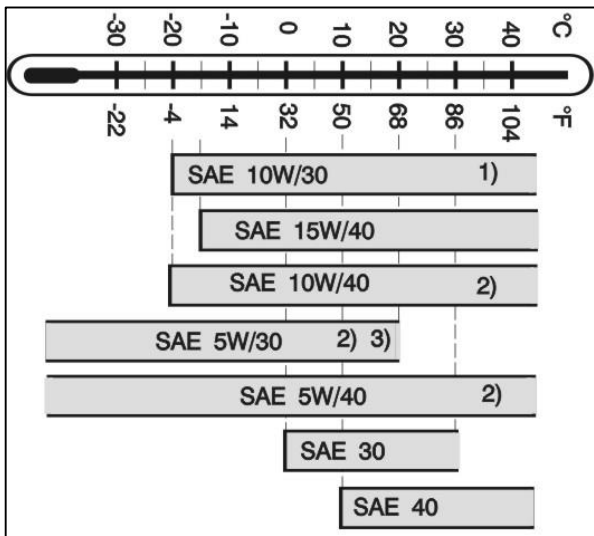 -30 -20 -10 0 10 20 30 40 °C
-22 -4 14 32 50 68 86 104 °F
SAE 10W/30 1)
SAE 15W/40
SAE 10W/40 2)
SAE 5W/30 2) 3)
SAE 5W/40 2)
SAE 30
SAE 40